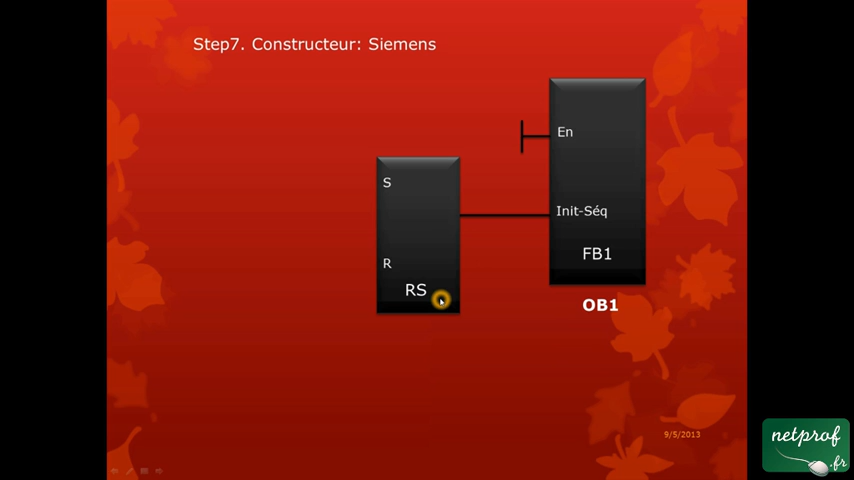 Step7. Constructeur: Siemens
En
S
Init-Séq
FB1
R
RS
OB1
9/5/2013
netprof
.fr